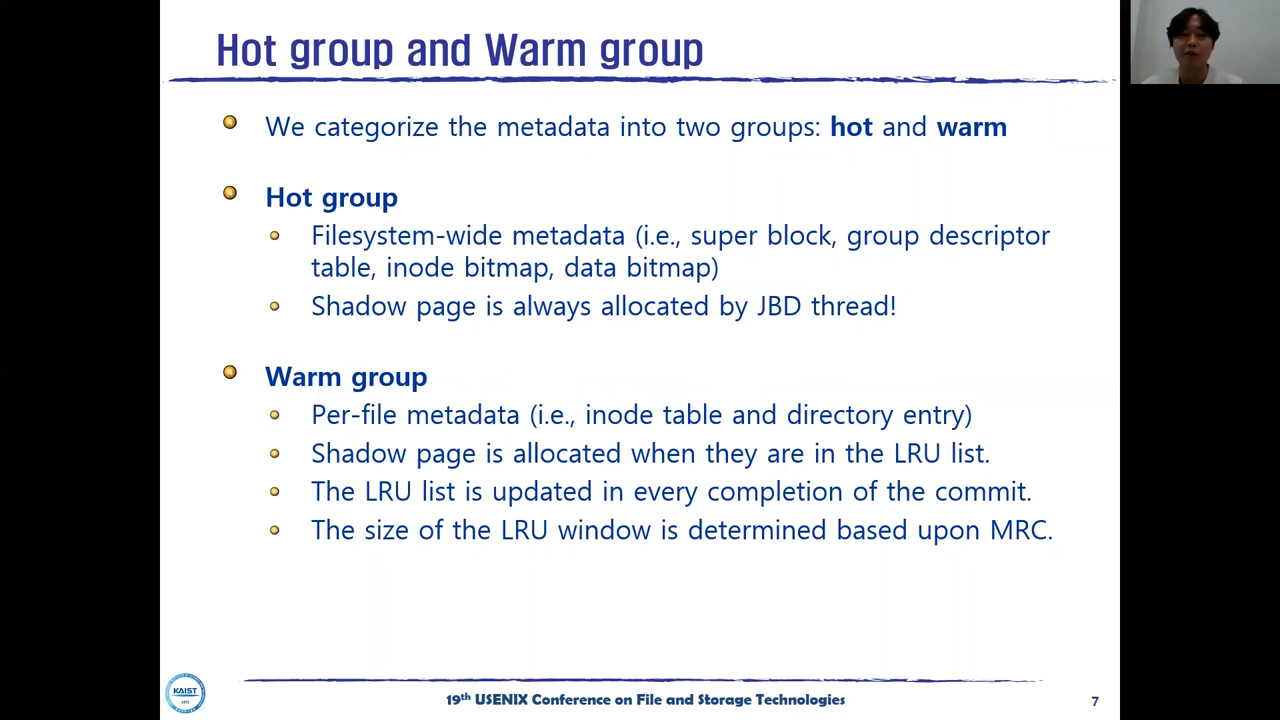 Hot group and Warm group
We categorize the metadata into two groups: hot and warm
Hot group
Filesystem-wide metadata (i.e., super block, group descriptor
table, inode bitmap, data bitmap)
Shadow page is always allocated by JBD thread!
Warm group
Per-file metadata (i.e., inode table and directory entry)
Shadow page is allocated when they are in the LRU list.
The LRU list is updated in every completion of the commit.
The size of the LRU window is determined based upon MRC.
KAIST
19th USENIX Conference on File and Storage Technologies
7